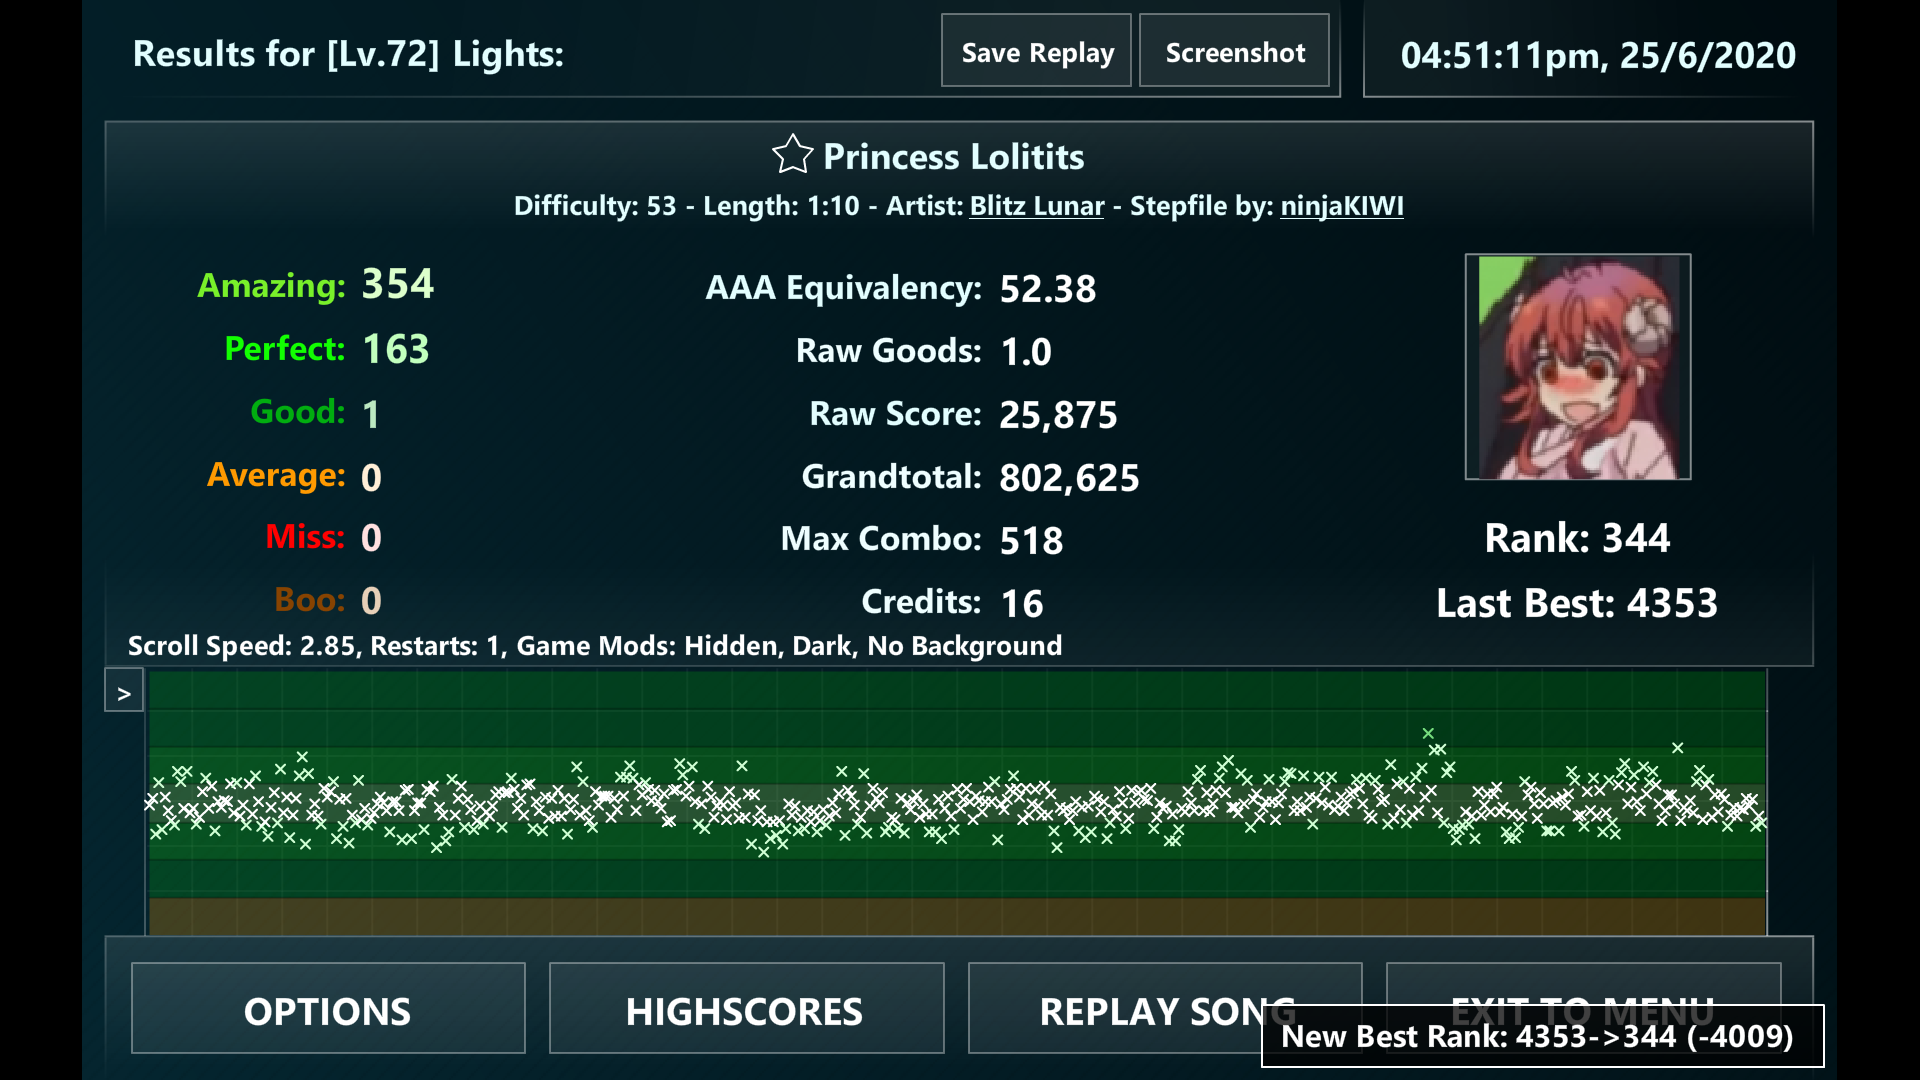 Results for [Lv.72] Lights:
Save Replay
Screenshot
04:51:11pm, 25/6/2020
Princess Lolitits
Difficulty: 53 - Length: 1:10 - Artist: Blitz Lunar - Stepfile by: ninjaKIWI
Amazing: 354
Perfect: 163
Good: 1
Average: 0
Miss: 0
Boo: 0
AAA Equivalency: 52.38
Raw Goods: 1.0
Raw Score: 25,875
Grandtotal: 802,625
Max Combo: 518
Credits: 16
Rank: 344
Last Best: 4353
Scroll Speed: 2.85, Restarts: 1, Game Mods: Hidden, Dark, No Background
>
OPTIONS
HIGHSCORES
REPLAY SONG
EXIT TO MENU
New Best Rank: 4353->344 (-4009)